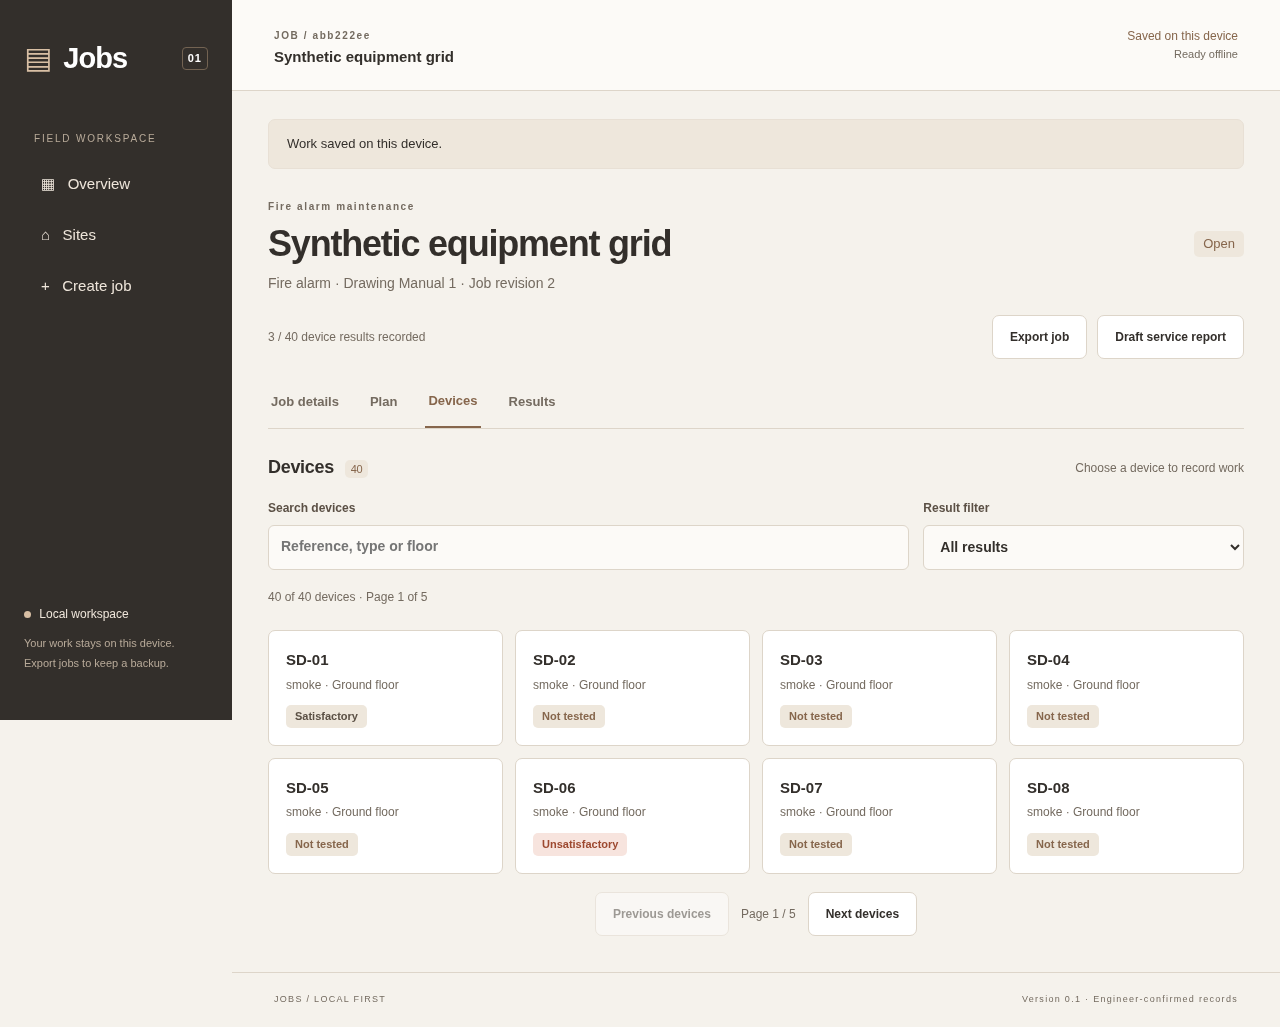 Jobs
01
FIELD WORKSPACE
Overview
Sites
+ Create job
Local workspace
Your work stays on this device.
Export jobs to keep a backup.
JOB / abb222ee
Synthetic equipment grid
Saved on this device
Ready offline
Work saved on this device.
Fire alarm maintenance
Synthetic equipment grid
Open
Fire alarm · Drawing Manual 1 · Job revision 2
3 / 40 device results recorded
Export job
Draft service report
Job details
Plan
Devices
Results
Devices 40
Choose a device to record work
Search devices
Result filter
Reference, type or floor
All results
40 of 40 devices · Page 1 of 5
SD-01
smoke · Ground floor
Satisfactory
SD-02
smoke · Ground floor
Not tested
SD-03
smoke · Ground floor
Not tested
SD-04
smoke · Ground floor
Not tested
SD-05
smoke · Ground floor
Not tested
SD-06
smoke · Ground floor
Unsatisfactory
SD-07
smoke · Ground floor
Not tested
SD-08
smoke · Ground floor
Not tested
Previous devices
Page 1 / 5
Next devices
JOBS / LOCAL FIRST
Version 0.1 · Engineer-confirmed records